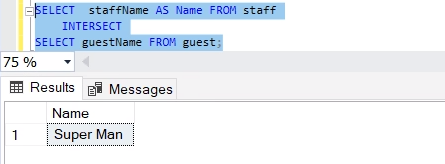 SELECT  staffName AS Name FROM staff
INTERSECT
SELECT guestName FROM guest;
75 %
Results Messages
Name
1 Super Man